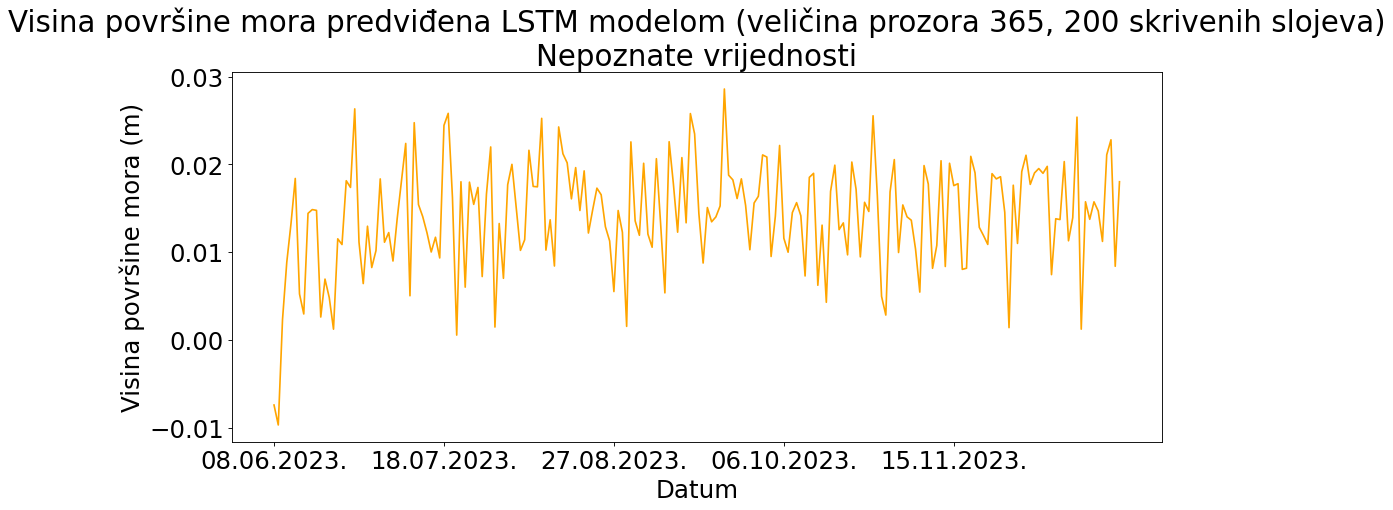 Visina površine mora predviđena LSTM modelom (veličina prozora 365, 200 skrivenih slojeva)
Nepoznate vrijednosti
Visina površine mora (m)
0.03
0.02
0.01
0.00
−0.01
08.06.2023. 18.07.2023. 27.08.2023. 06.10.2023. 15.11.2023.
Datum